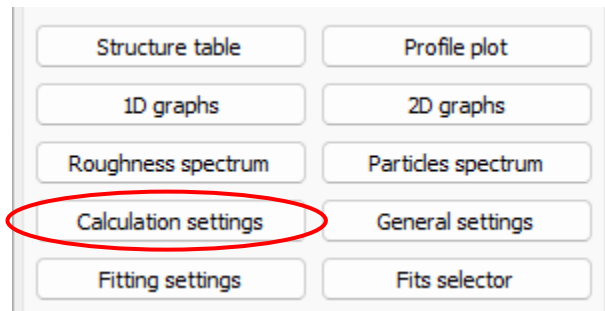 Structure table
Profile plot
1D graphs
2D graphs
Roughness spectrum
Particles spectrum
Calculation settings
General settings
Fitting settings
Fits selector